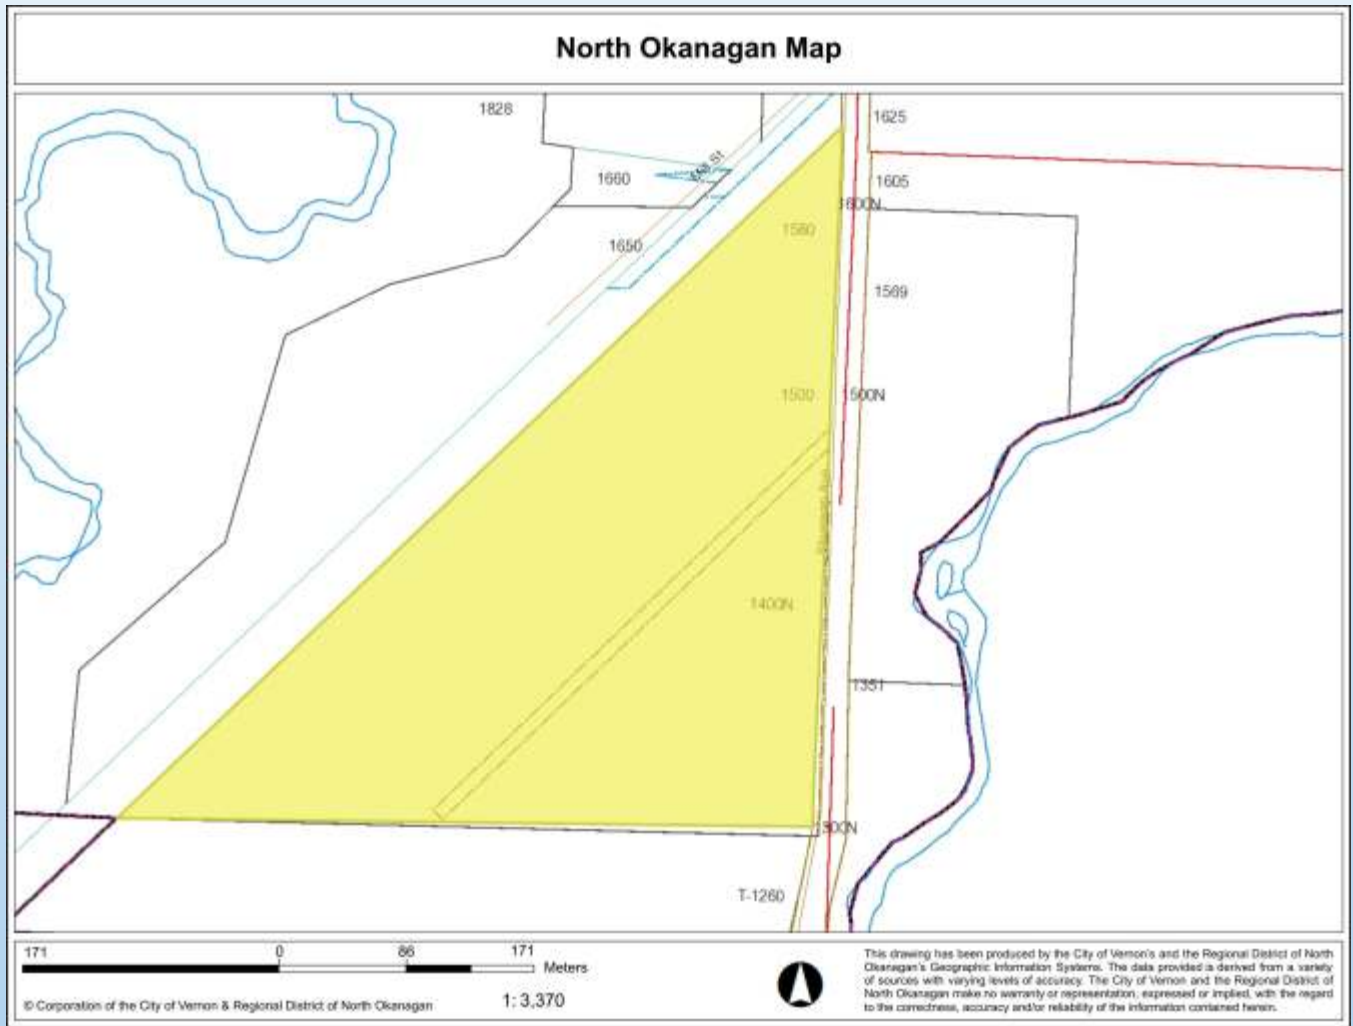 North Okanagan Map
1828
1625
1660
Mill St
1605
1600N
1560
1650
1569
1500
1500N
1400N
1351
1300N
T-1260
171
0
86
171
Meters
© Corporation of the City of Vernon & Regional District of North Okanagan
1: 3,370
This drawing has been produced by the City of Vernon's and the Regional District of North
Okanagan's Geographic Information Systems. The data provided is derived from a variety
of sources with varying levels of accuracy. The City of Vernon and the Regional District of
North Okanagan make no warranty or representation, expressed or implied, with the regard
to the correctness, accuracy and/or reliability of the information contained herein.